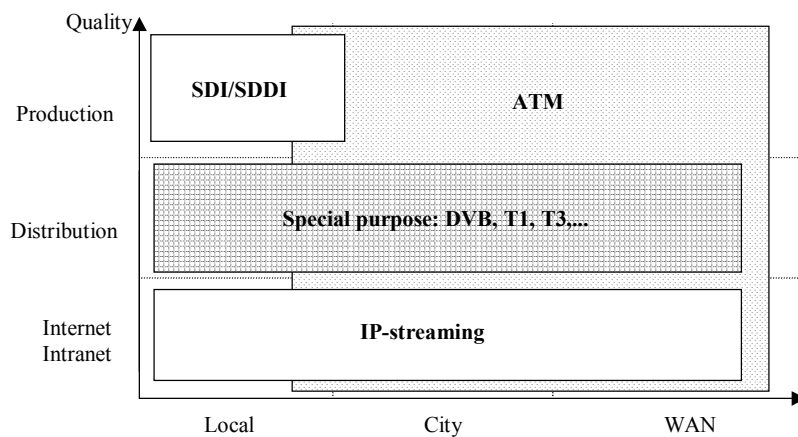 Quality
SDI/SDDI
ATM
Production
Special purpose: DVB, T1, T3,...
Distribution
IP-streaming
Internet
Intranet
Local
City
WAN